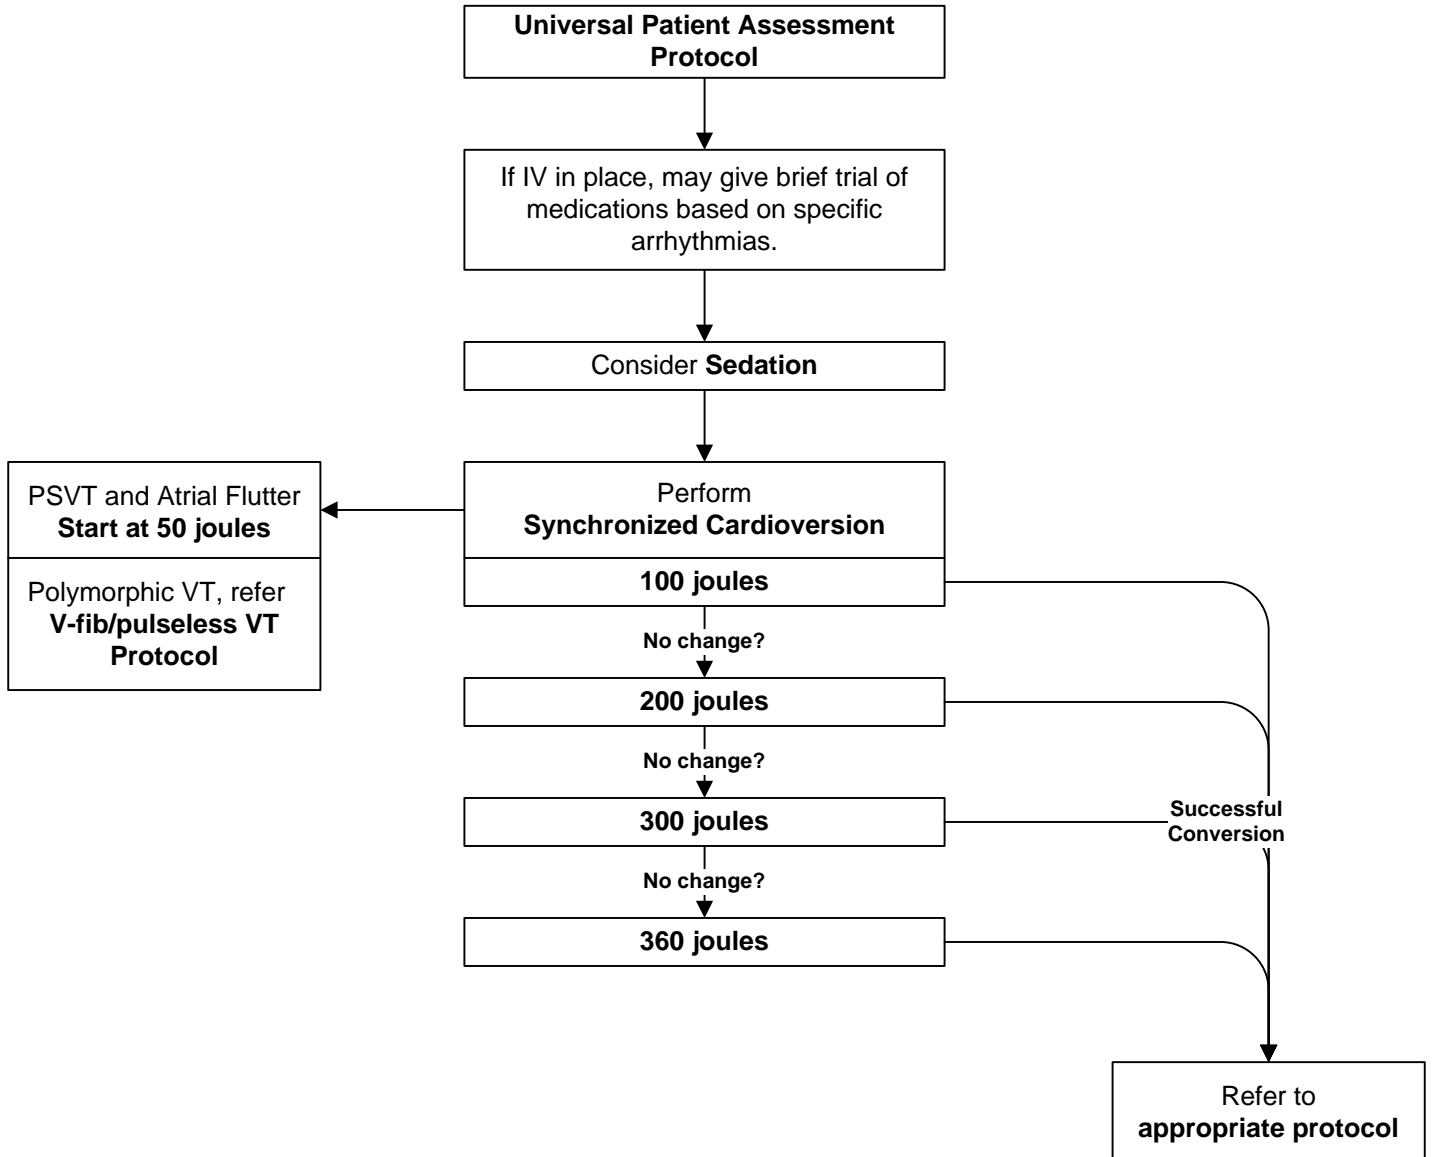 Universal Patient Assessment
Protocol
If IV in place, may give brief trial of
medications based on specific
arrhythmias.
Consider Sedation
PSVT and Atrial Flutter
Start at 50 joules
Polymorphic VT, refer
V-fib/pulseless VT
Protocol
Perform
Synchronized Cardioversion
100 joules
No change?
200 joules
No change?
300 joules
No change?
360 joules
Successful
Conversion
Refer to
appropriate protocol